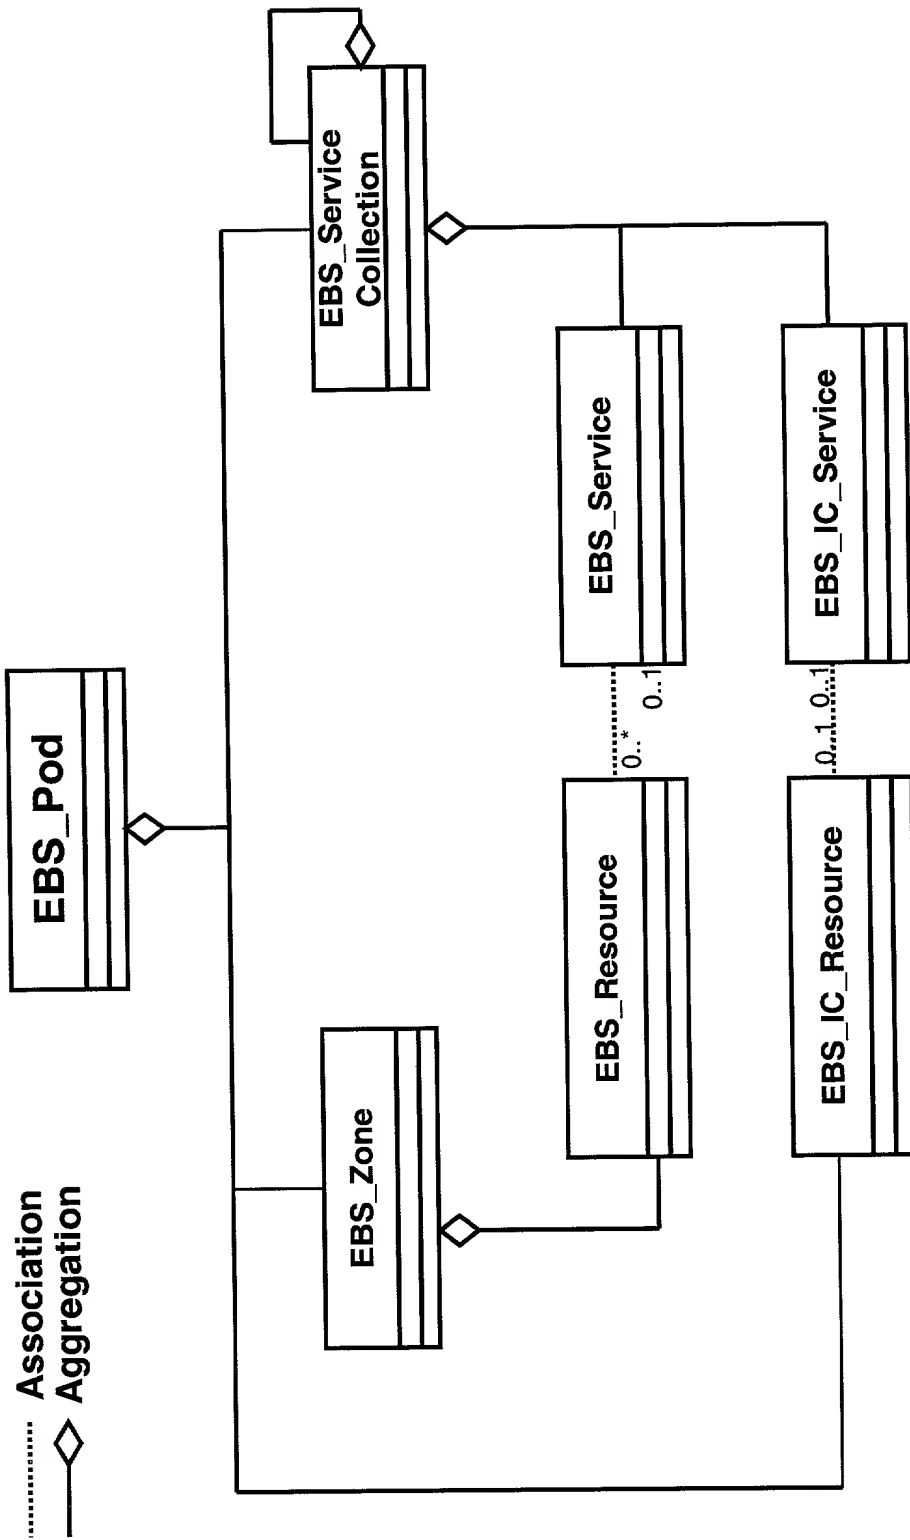 Association
Aggregation
EBS_Pod
EBS_Zone
EBS_Service
Collection
EBS_Resource
0..*
0..1
EBS_Service
EBS_IC_Resource
0..1
0..1
EBS_IC_Service